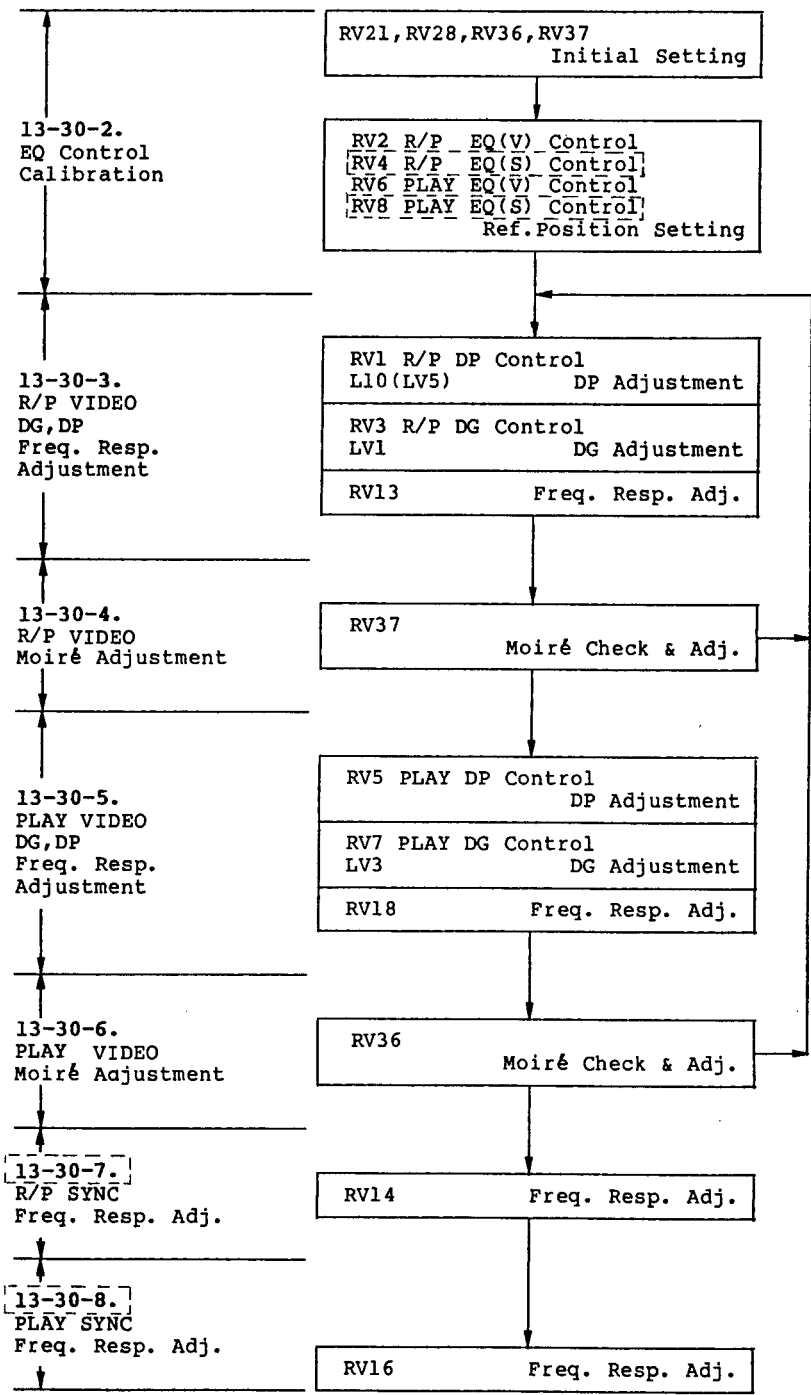 RV21,RV28,RV36,RV37
Initial Setting
13-30-2.
EQ Control
Calibration
RV2 R/P EQ(V) Control
RV4 R/P EQ(S) Control
RV6 PLAY EQ(V) Control
RV8 PLAY EQ(S) Control
Ref.Position Setting
13-30-3.
R/P VIDEO
DG,DP
Freq. Resp.
Adjustment
RV1 R/P DP Control
L10(LV5) DP Adjustment
RV3 R/P DG Control
LV1 DG Adjustment
RV13 Freq. Resp. Adj.
13-30-4.
R/P VIDEO
Moiré Adjustment
RV37
Moiré Check & Adj.
13-30-5.
PLAY VIDEO
DG,DP
Freq. Resp.
Adjustment
RV5 PLAY DP Control
DP Adjustment
RV7 PLAY DG Control
LV3 DG Adjustment
RV18 Freq. Resp. Adj.
13-30-6.
PLAY VIDEO
Moiré Adjustment
RV36
Moiré Check & Adj.
13-30-7.
R/P SYNC
Freq. Resp. Adj.
RV14 Freq. Resp. Adj.
13-30-8.
PLAY SYNC
Freq. Resp. Adj.
RV16 Freq. Resp. Adj.